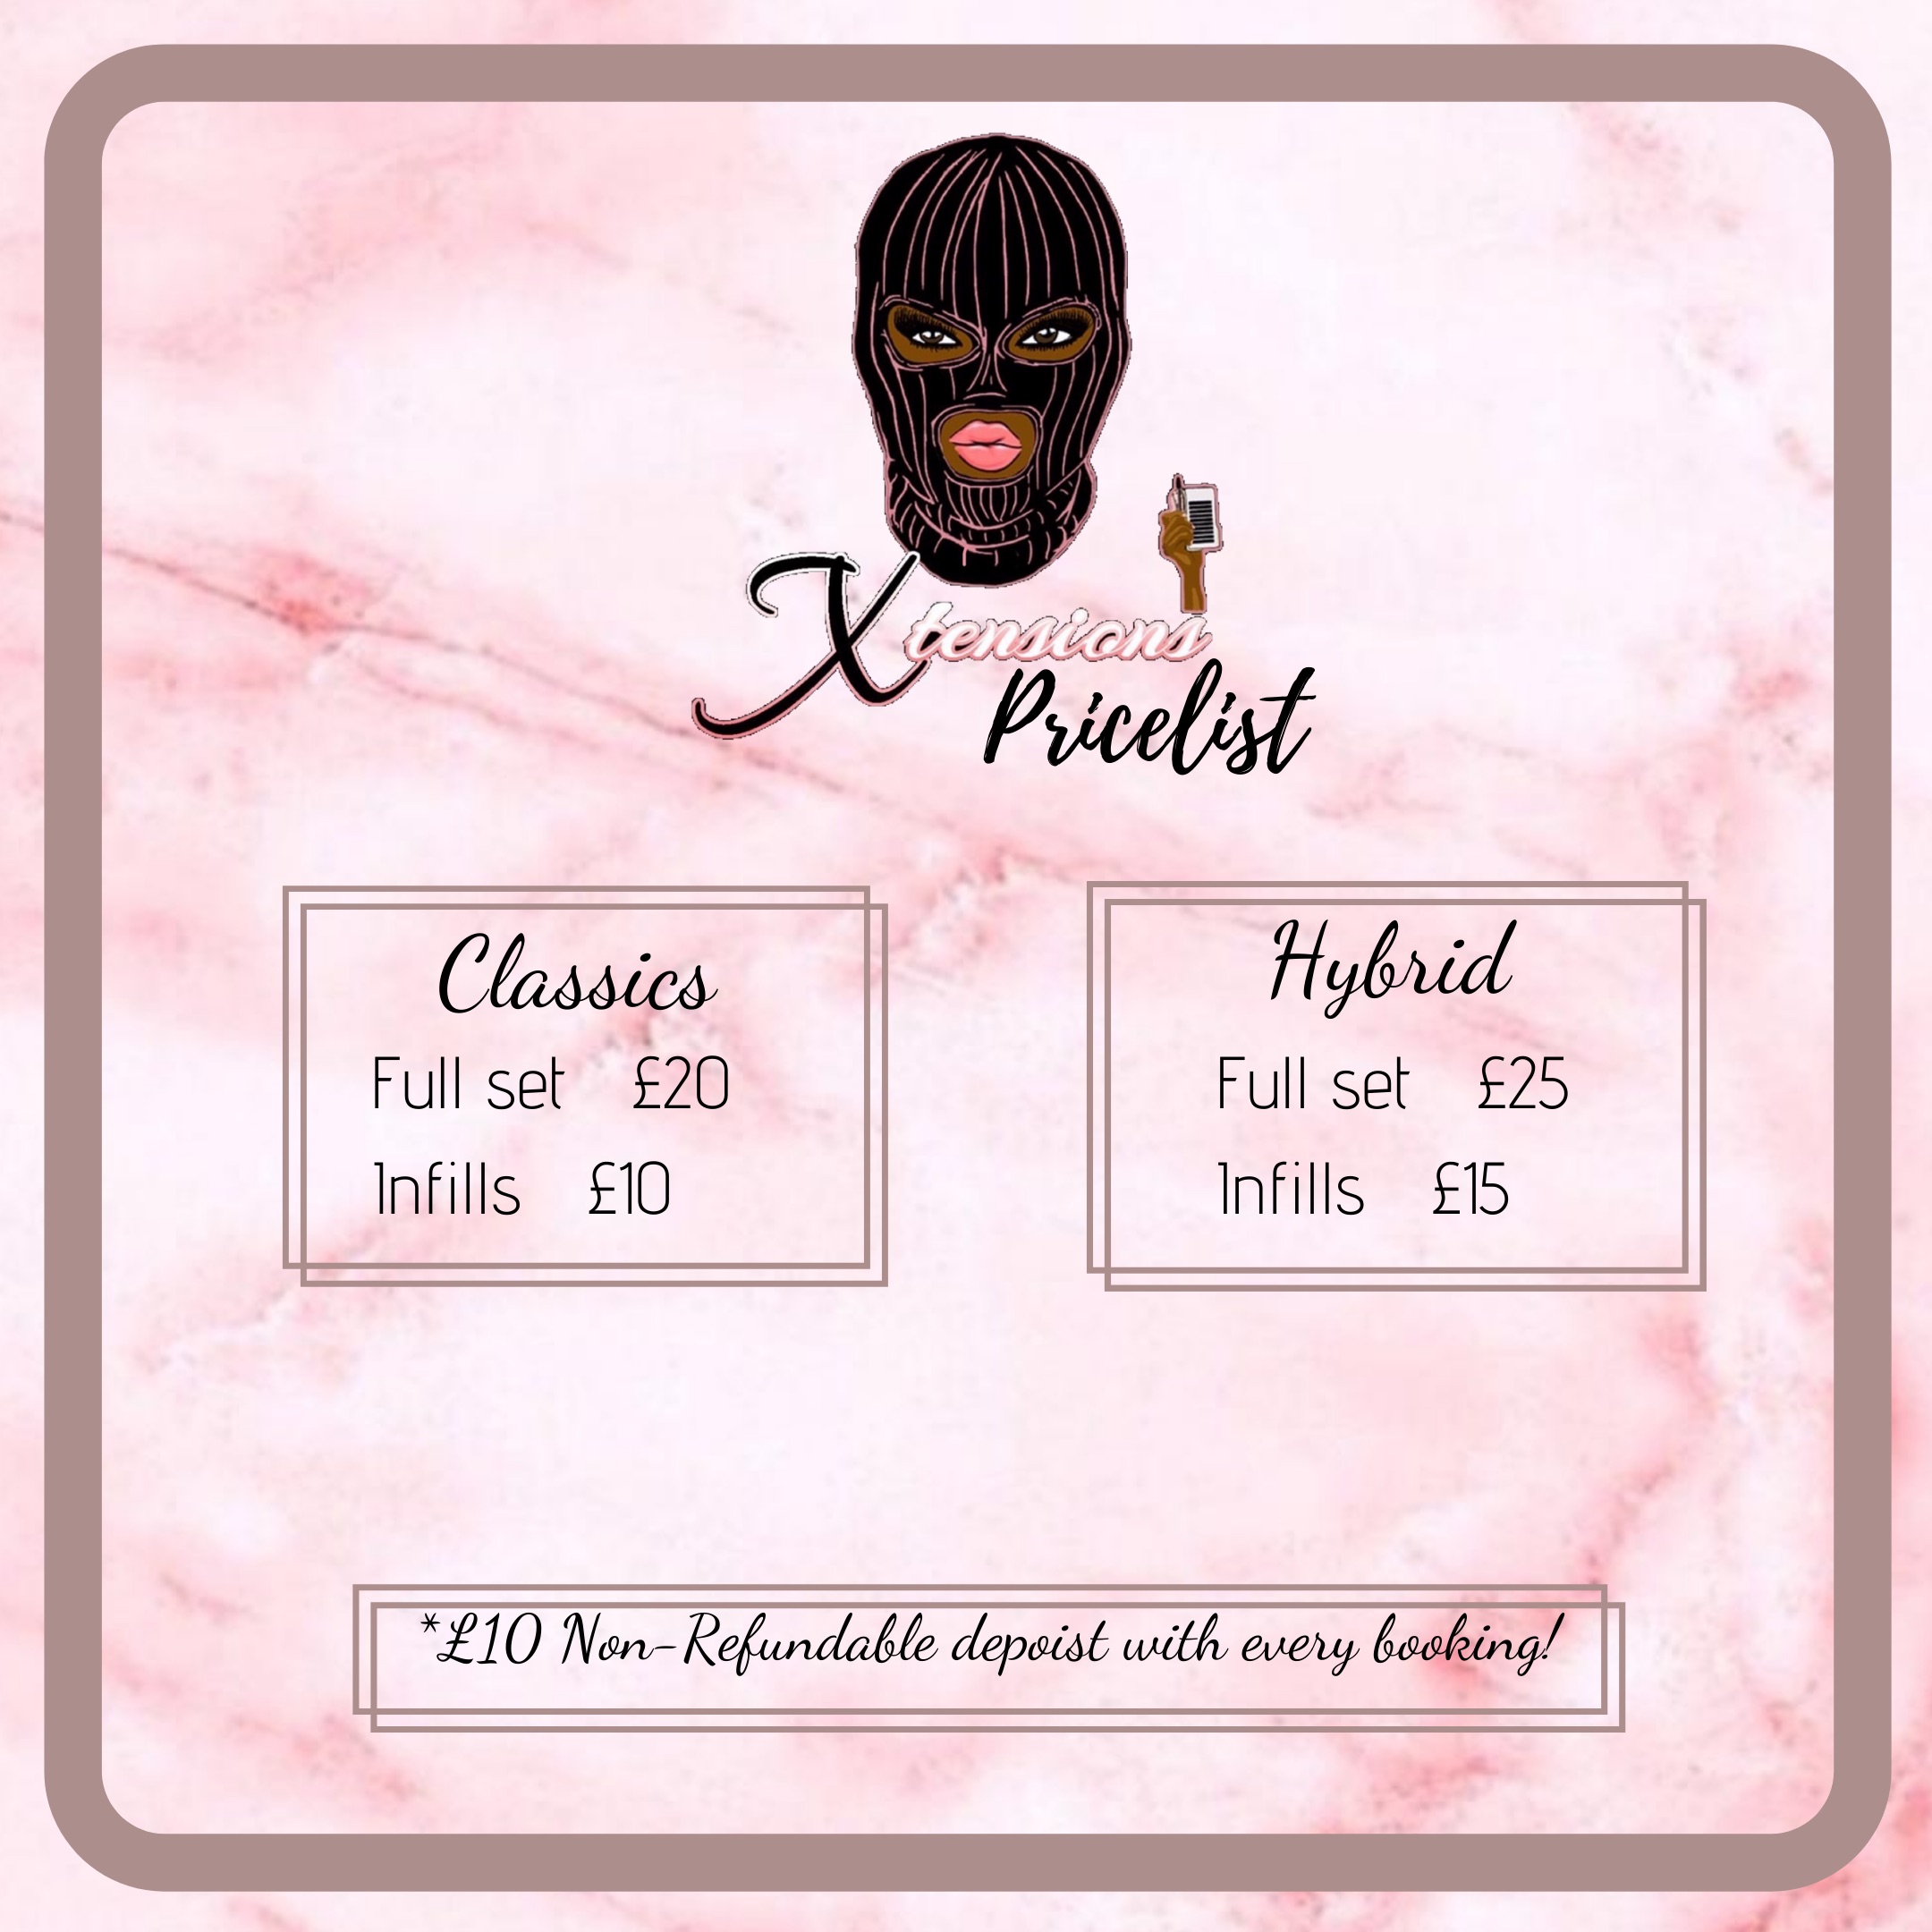 Xtensions
Pricelist
Classics
Full set £20
Infills £10
Hybrid
Full set £25
Infills £15
*£10 Non-Refundable depoist with every booking!